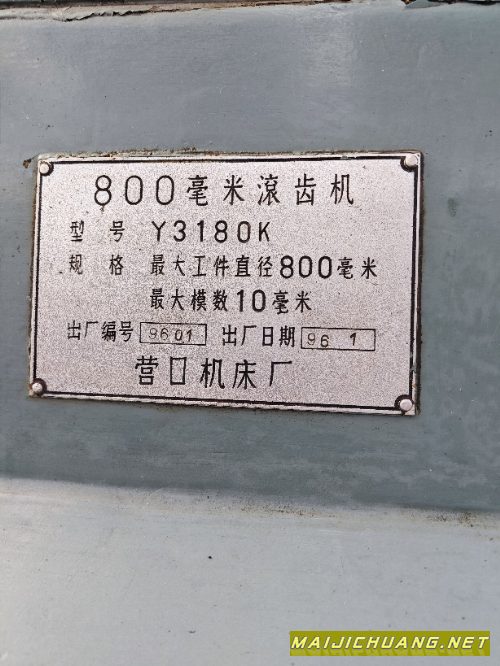 800毫米滚齿机
型号 Y3180K
规格 最大工件直径800毫米
最大模数10毫米
出厂编号 9601 出厂日期 96 1
营口机床厂
MAIJICHUANG.NET